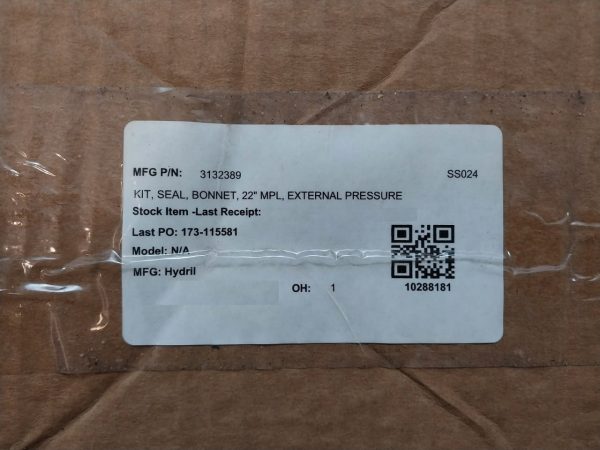 MFG P/N: 3132389 SS024
KIT, SEAL, BONNET, 22" MPL, EXTERNAL PRESSURE
Stock Item -Last Receipt:
Last PO: 173-115581
Model: N/A
MFG: Hydril
OH: 1 10288181